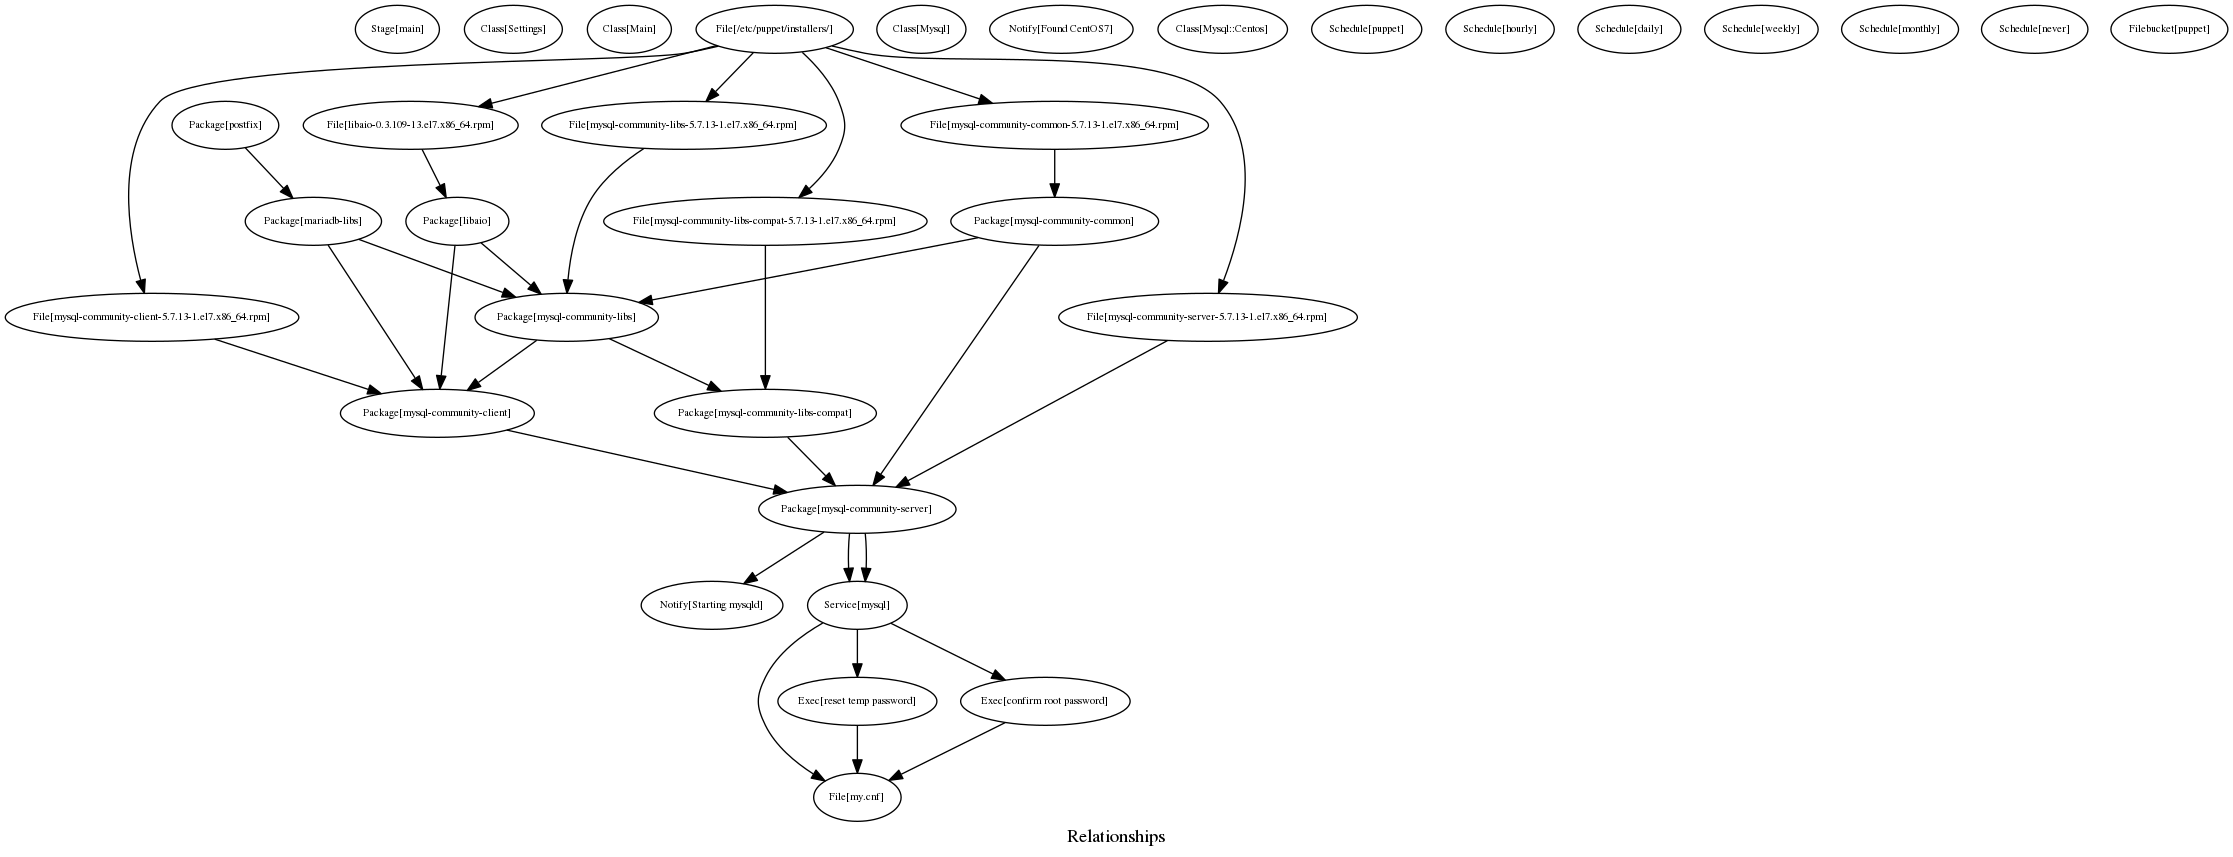 Stage[main]
Class[Settings]
Class[Main]
File[/etc/puppet/installers/]
Class[Mysql]
Notify[Found CentOS7]
Class[Mysql::Centos]
Schedule[puppet]
Schedule[hourly]
Schedule[daily]
Schedule[weekly]
Schedule[monthly]
Schedule[never]
Filebucket[puppet]
Package[postfix]
File[libaio-0.3.109-13.el7.x86_64.rpm]
File[mysql-community-libs-5.7.13-1.el7.x86_64.rpm]
File[mysql-community-common-5.7.13-1.el7.x86_64.rpm]
Package[mariadb-libs]
Package[libaio]
File[mysql-community-libs-compat-5.7.13-1.el7.x86_64.rpm]
Package[mysql-community-common]
File[mysql-community-client-5.7.13-1.el7.x86_64.rpm]
Package[mysql-community-libs]
File[mysql-community-server-5.7.13-1.el7.x86_64.rpm]
Package[mysql-community-client]
Package[mysql-community-libs-compat]
Package[mysql-community-server]
Notify[Starting mysqld]
Service[mysql]
Exec[reset temp password]
Exec[confirm root password]
File[my.cnf]
Relationships